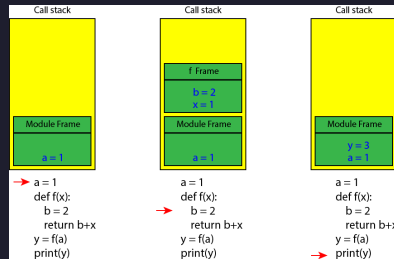 Call stack
Module Frame
a = 1
a = 1
def f(x):
b = 2
return b+x
y = f(a)
print(y)
Call stack
f Frame
b = 2
x = 1
Module Frame
a = 1
a = 1
def f(x):
b = 2
return b+x
y = f(a)
print(y)
Call stack
Module Frame
y = 3
a = 1
a = 1
def f(x):
b = 2
return b+x
y = f(a)
print(y)